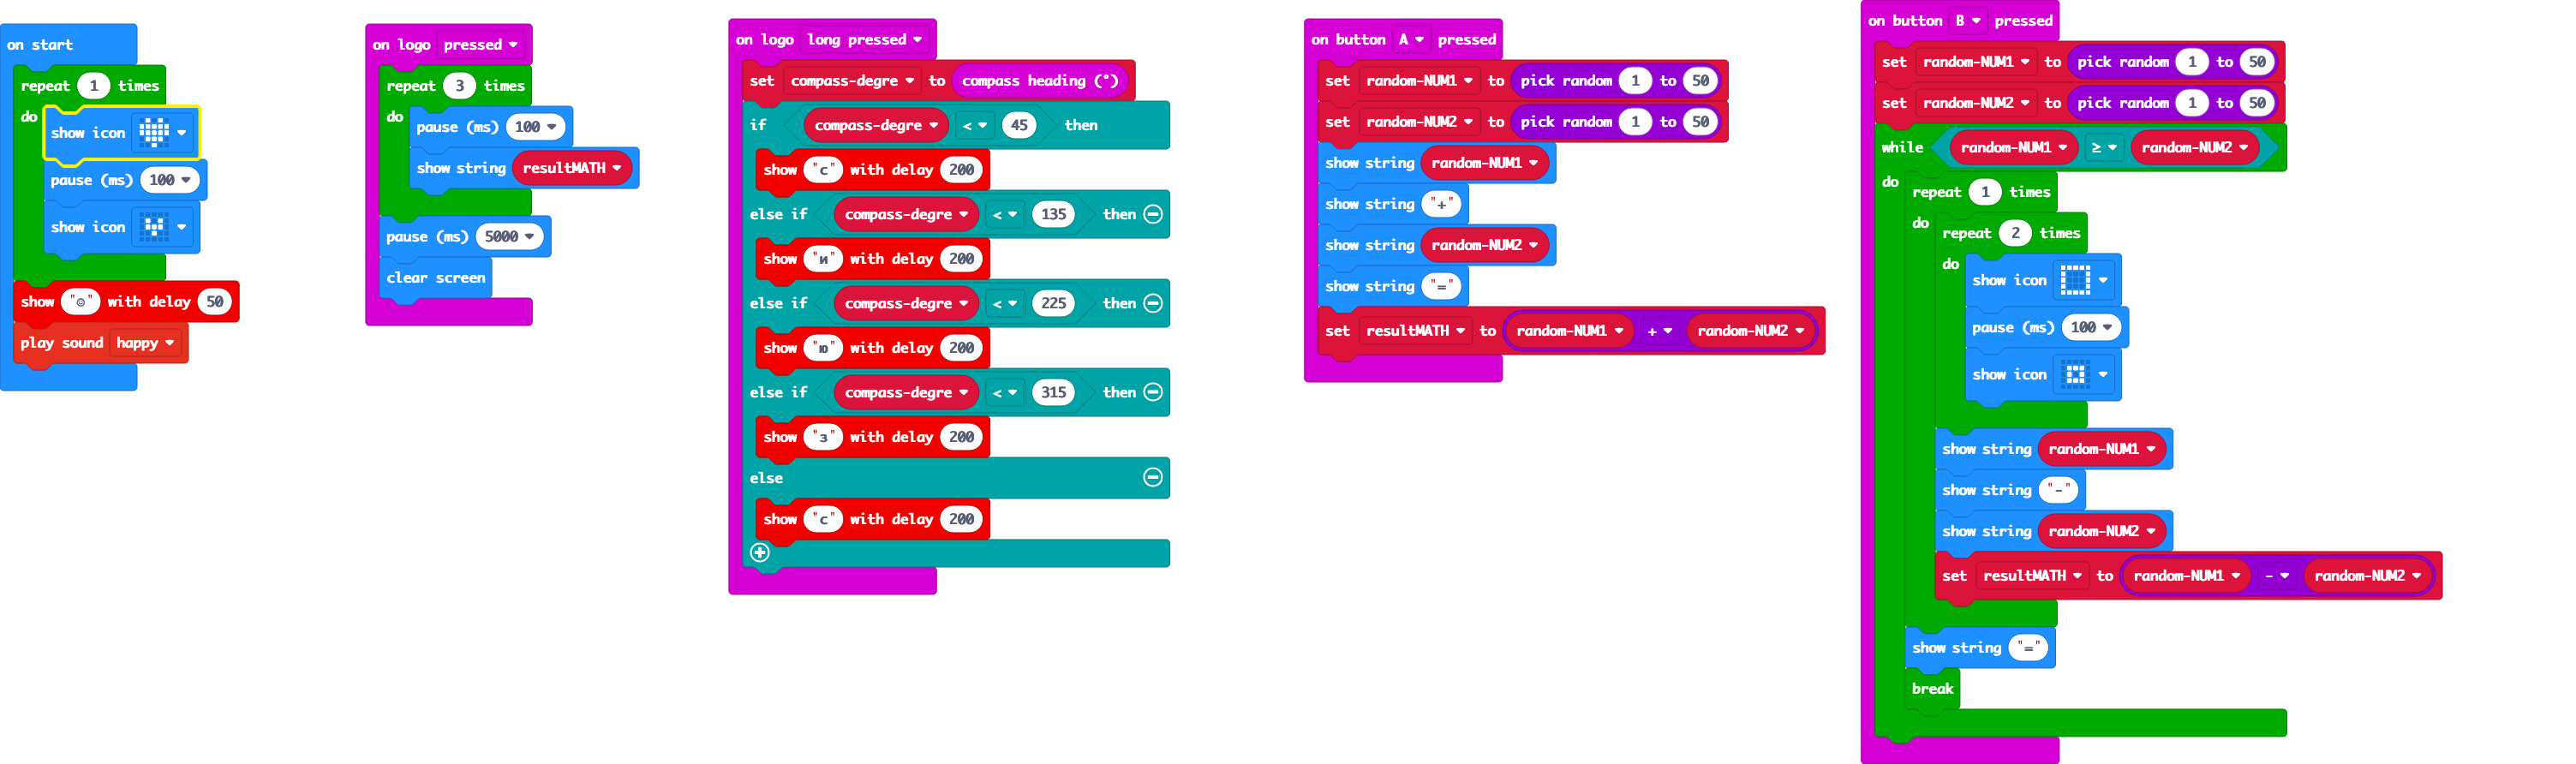 on start
repeat 1 times
do
show icon
pause (ms) 100
show icon
show "☺" with delay 50
play sound happy
on logo pressed
repeat 3 times
do
pause (ms) 100
show string resultMATH
pause (ms) 5000
clear screen
on logo long pressed
set compass-degre to compass heading (°)
if compass-degre < 45 then
show "с" with delay 200
else if compass-degre < 135 then
show "и" with delay 200
else if compass-degre < 225 then
show "ю" with delay 200
else if compass-degre < 315 then
show "з" with delay 200
else
show "с" with delay 200
on button A pressed
set random-NUM1 to pick random 1 to 50
set random-NUM2 to pick random 1 to 50
show string random-NUM1
show string "+"
show string random-NUM2
show string "="
set resultMATH to random-NUM1 + random-NUM2
on button B pressed
set random-NUM1 to pick random 1 to 50
set random-NUM2 to pick random 1 to 50
while random-NUM1 ≥ random-NUM2
do
repeat 1 times
do
repeat 2 times
do
show icon
pause (ms) 100
show icon
show string random-NUM1
show string "-"
show string random-NUM2
set resultMATH to random-NUM1 - random-NUM2
show string "="
break